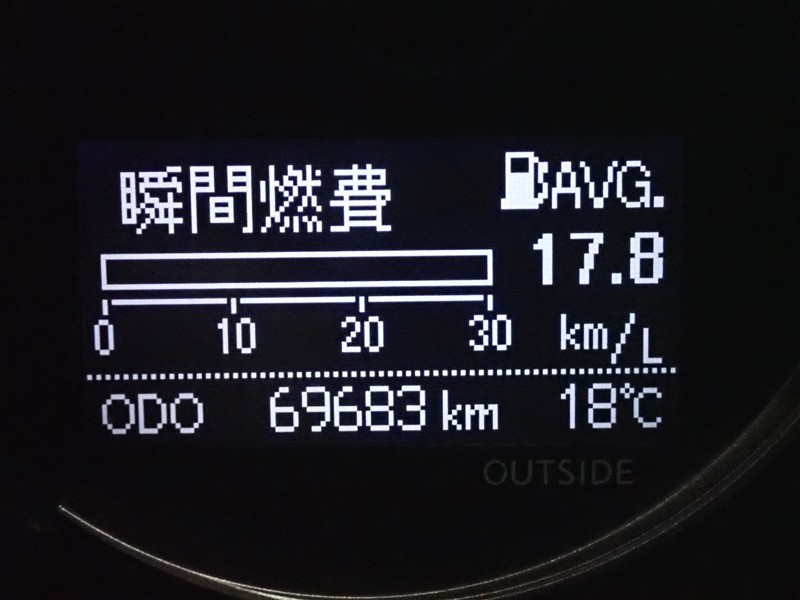 瞬間燃費 AVG.
17.8
0 10 20 30 km/L
ODO 69683 km 18℃
OUTSIDE